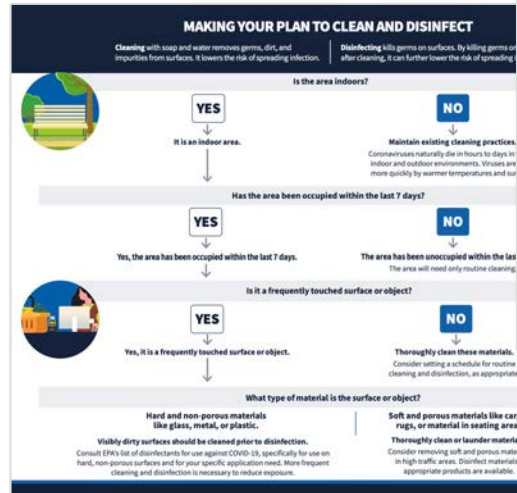 MAKING YOUR PLAN TO CLEAN AND DISINFECT
Cleaning with soap and water removes germs, dirt, and
impurities from surfaces. It lowers the risk of spreading infection.
Disinfecting kills germs on surfaces. By killing germs on
after cleaning, it can further lower the risk of spreading
Is the area indoors?
YES
It is an indoor area.
NO
Maintain existing cleaning practices.
Coronaviruses naturally die in hours to days in
indoor and outdoor environments. Viruses are
more quickly by warmer temperatures and
Has the area been occupied within the last 7 days?
YES
Yes, the area has been occupied within the last 7 days.
NO
The area has been unoccupied within the
The area will need only routine cleaning.
Is it a frequently touched surface or object?
YES
Yes, it is a frequently touched surface or object.
NO
Thoroughly clean these materials.
Consider setting a schedule for routine
cleaning and disinfection, as
What type of material is the surface or object?
Hard and non-porous materials
like glass, metal, or plastic.
Visibly dirty surfaces should be cleaned prior to disinfection.
Consult EPA's list of disinfectants for use against COVID-19, specifically for use on
hard, non-porous surfaces and for your specific application need. More frequent
cleaning and disinfection is necessary to reduce exposure.
Soft and porous materials like
rugs, or material in seating
Thoroughly clean or launder
Consider removing soft and porous
in high traffic areas. Disinfect materials
appropriate products are available.